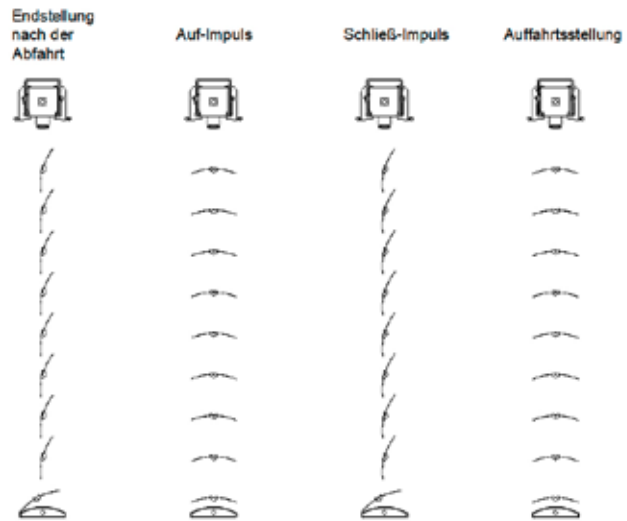 Endstellung
nach der
Abfahrt
Auf-Impuls
Schließ-Impuls
Auffahrtsstellung